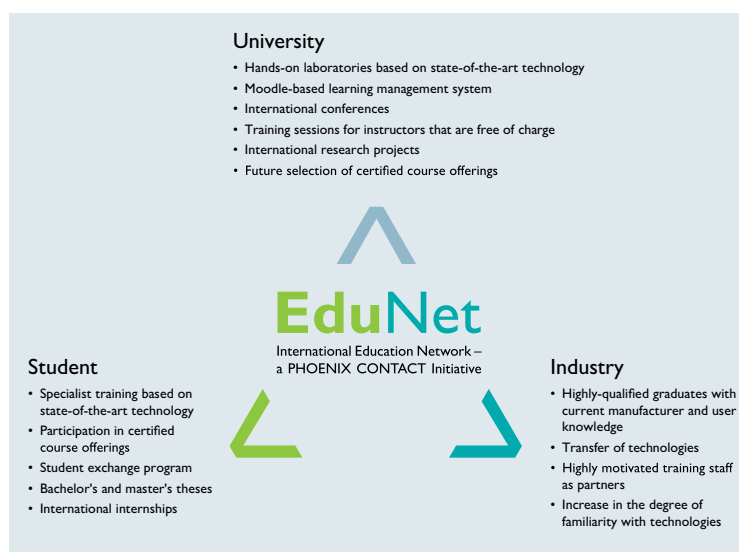 University
• Hands-on laboratories based on state-of-the-art technology
• Moodle-based learning management system
• International conferences
• Training sessions for instructors that are free of charge
• International research projects
• Future selection of certified course offerings
EduNet
International Education Network –
a PHOENIX CONTACT Initiative
Student
• Specialist training based on
state-of-the-art technology
• Participation in certified
course offerings
• Student exchange program
• Bachelor's and master's theses
• International internships
Industry
• Highly-qualified graduates with
current manufacturer and user
knowledge
• Transfer of technologies
• Highly motivated training staff
as partners
• Increase in the degree of
familiarity with technologies